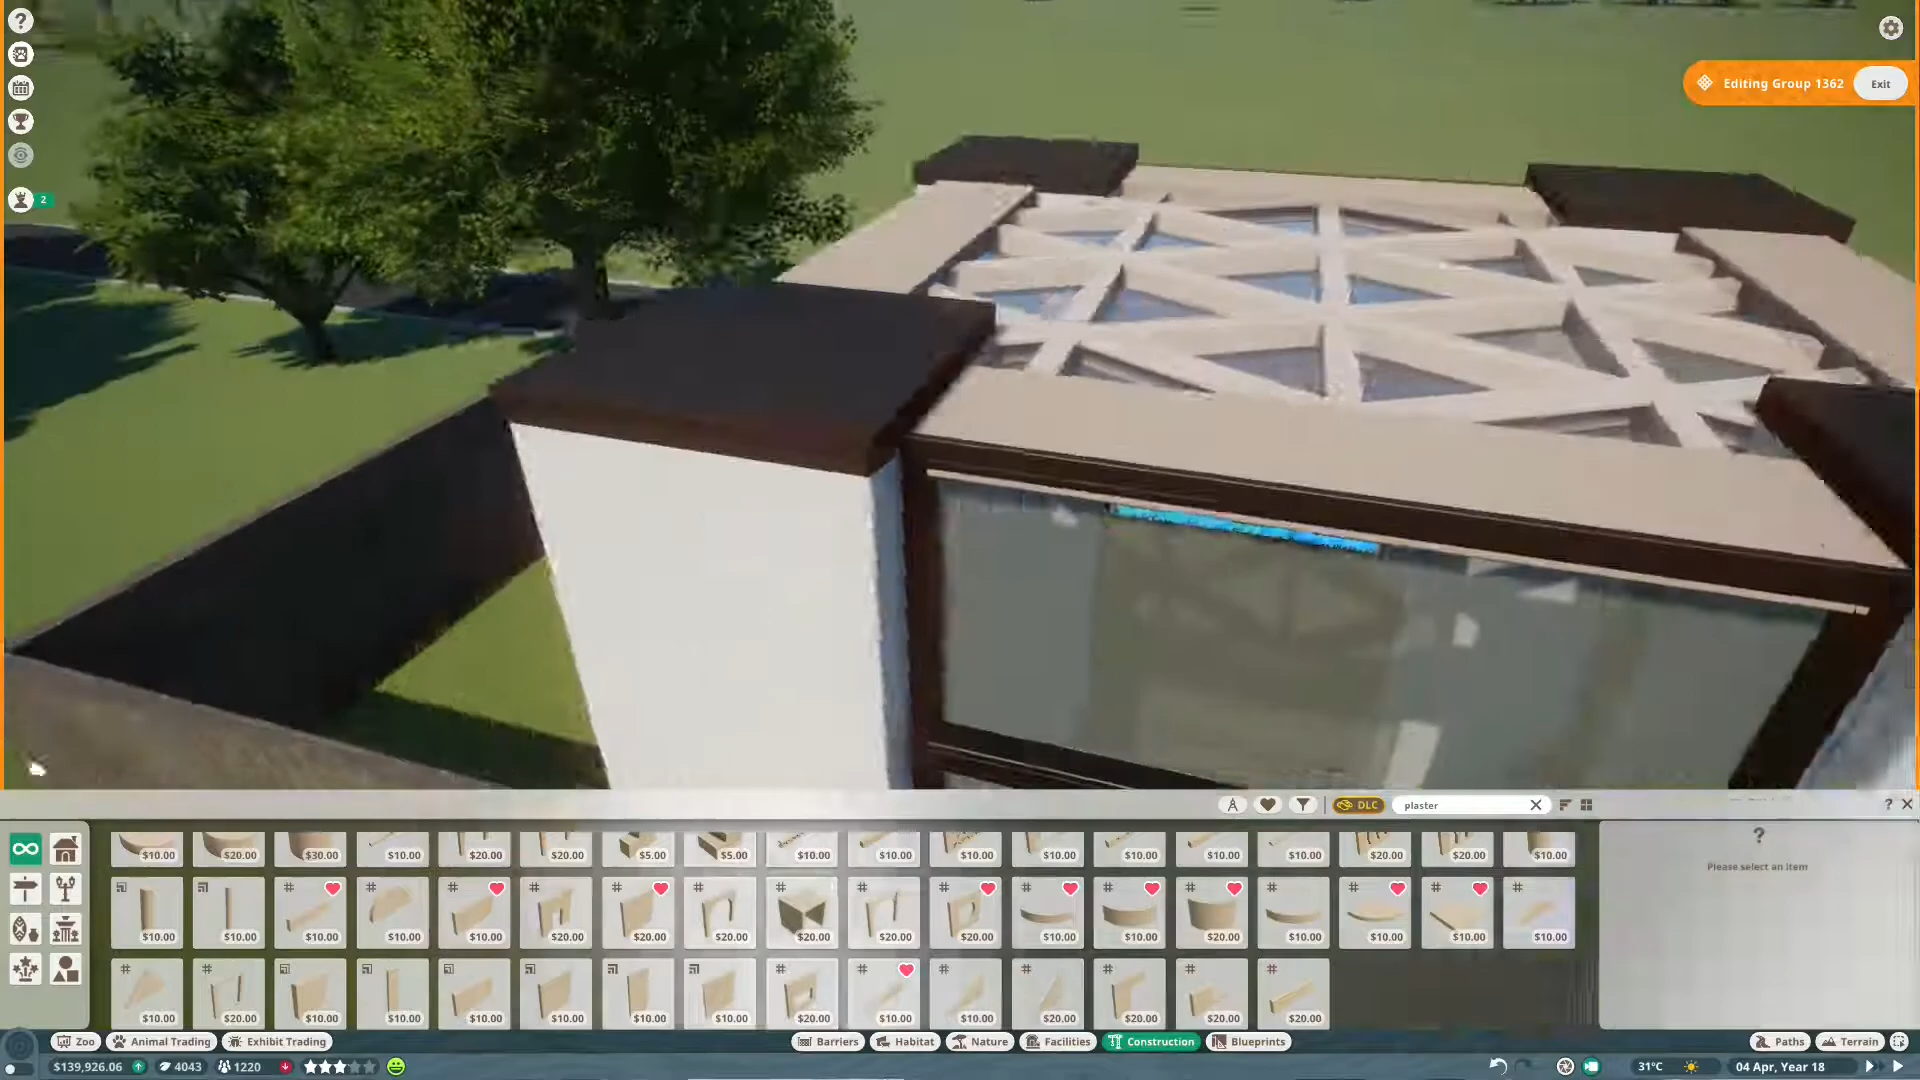 ?
Editing Group 1362
Exit
2
DLC
plaster
?
?
Please select an item
$10.00 $20.00 $30.00 $10.00 $20.00 $20.00 $5.00 $5.00 $10.00 $10.00 $10.00 $10.00 $10.00 $10.00 $10.00 $20.00 $20.00 $10.00
$10.00 $10.00 $10.00 $10.00 $10.00 $20.00 $20.00 $20.00 $20.00 $20.00 $20.00 $10.00 $10.00 $20.00 $10.00 $10.00 $10.00 $10.00
$10.00 $20.00 $10.00 $10.00 $10.00 $10.00 $10.00 $10.00 $20.00 $10.00 $10.00 $20.00 $20.00 $20.00 $20.00
Zoo Animal Trading Exhibit Trading Barriers Habitat Nature Facilities Construction Blueprints Paths Terrain
$139,926.06 4043 1220 31°C 04 Apr, Year 18